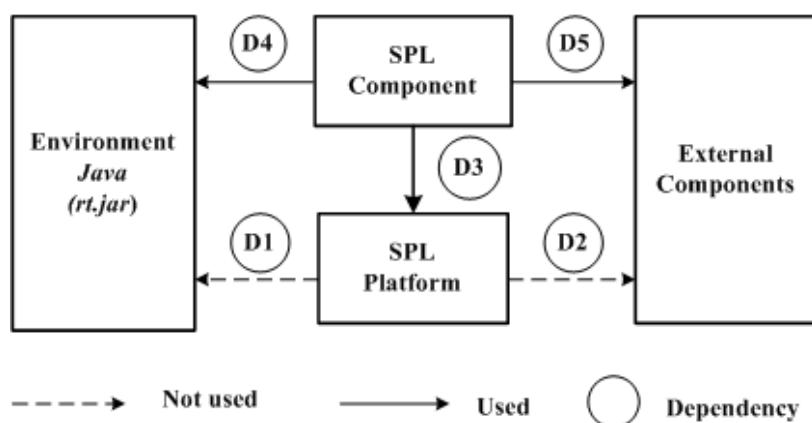 D4
SPL
Component
D5
Environment
Java
(rt.jar)
D3
External
Components
D1
SPL
Platform
D2
Not used
Used
Dependency